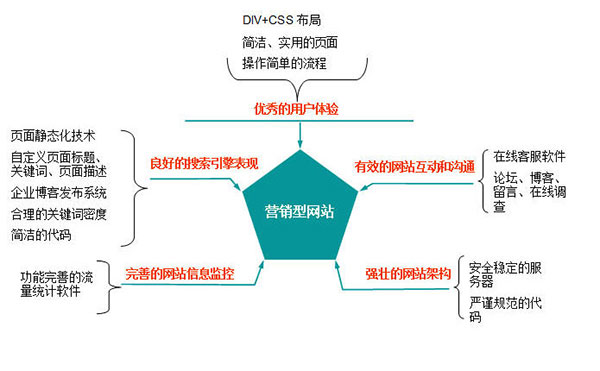 DIV+CSS 布局
简洁、实用的页面
操作简单的流程
优秀的用户体验
页面静态化技术
自定义页面标题、
关键词、页面描述
企业博客发布系统
合理的关键词密度
简洁的代码
良好的搜索引擎表现
有效的网站互动和沟通
在线客服软件
论坛、博客、
留言、在线调
查
营销型网站
功能完善的流
量统计软件
完善的网站信息监控
强壮的网站架构
安全稳定的服
务器
严谨规范的代
码